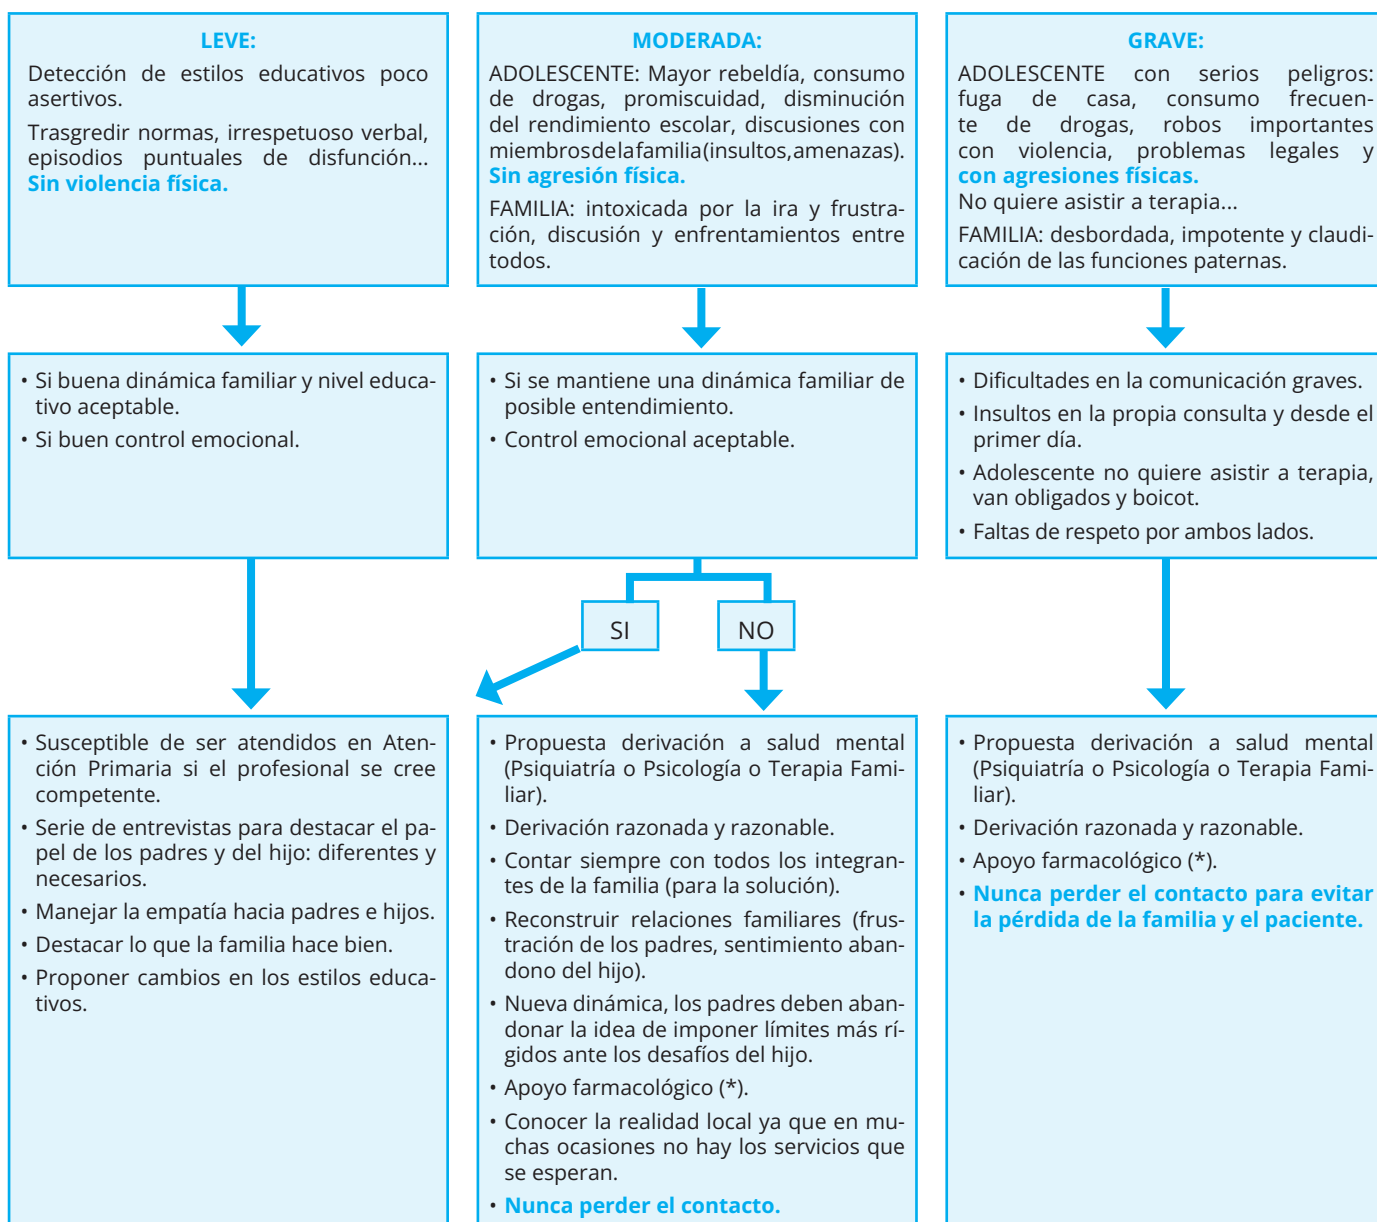 LEVE:
Detección de estilos educativos poco
asertivos.
Trasgredir normas, irrespetuoso verbal,
episodios puntuales de disfunción...
Sin violencia física.
MODERADA:
ADOLESCENTE: Mayor rebeldía, consumo
de drogas, promiscuidad, disminución
del rendimiento escolar, discusiones con
miembros de la familia (insultos, amenazas).
Sin agresión física.
FAMILIA: intoxicada por la ira y frustra-
ción, discusión y enfrentamientos entre
todos.
GRAVE:
ADOLESCENTE con serios peligros:
fuga de casa, consumo frecuen-
te de drogas, robos importantes
con violencia, problemas legales y
con agresiones físicas.
No quiere asistir a terapia...
FAMILIA: desbordada, impotente y claudi-
cación de las funciones paternas.
• Si buena dinámica familiar y nivel educa-
tivo aceptable.
• Si buen control emocional.
• Si se mantiene una dinámica familiar de
posible entendimiento.
• Control emocional aceptable.
• Dificultades en la comunicación graves.
• Insultos en la propia consulta y desde el
primer día.
• Adolescente no quiere asistir a terapia,
van obligados y boicot.
• Faltas de respeto por ambos lados.
SI
NO
• Susceptible de ser atendidos en Aten-
ción Primaria si el profesional se cree
competente.
• Serie de entrevistas para destacar el pa-
pel de los padres y del hijo: diferentes y
necesarios.
• Manejar la empatía hacia padres e hijos.
• Destacar lo que la familia hace bien.
• Proponer cambios en los estilos educa-
tivos.
• Propuesta derivación a salud mental
(Psiquiatría o Psicología o Terapia Fami-
liar).
• Derivación razonada y razonable.
• Contar siempre con todos los integran-
tes de la familia (para la solución).
• Reconstruir relaciones familiares (frus-
tración de los padres, sentimiento aban-
dono del hijo).
• Nueva dinámica, los padres deben aban-
donar la idea de imponer límites más rí-
gidos ante los desafíos del hijo.
• Apoyo farmacológico (*).
• Conocer la realidad local ya que en mu-
chas ocasiones no hay los servicios que
se esperan.
• Nunca perder el contacto.
• Propuesta derivación a salud mental
(Psiquiatría o Psicología o Terapia Fami-
liar).
• Derivación razonada y razonable.
• Apoyo farmacológico (*).
• Nunca perder el contacto para evitar
la pérdida de la familia y el paciente.